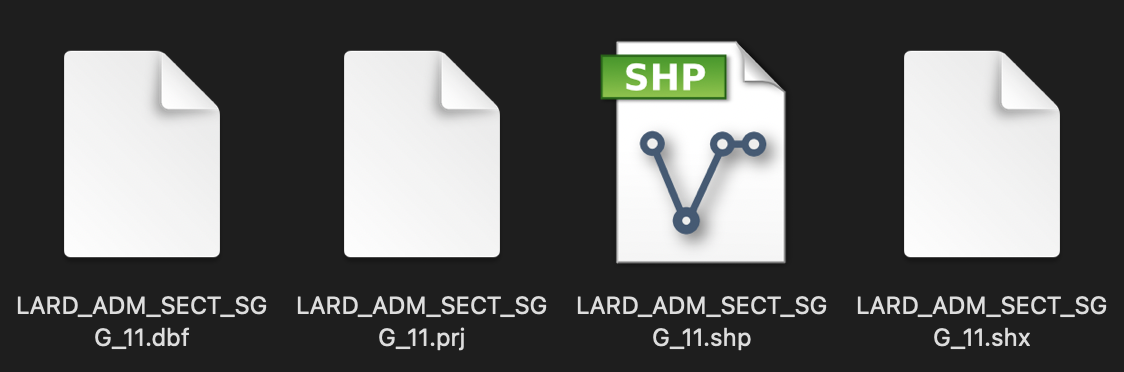 SHP
LARD_ADM_SECT_SG
G_11.dbf
LARD_ADM_SECT_SG
G_11.prj
LARD_ADM_SECT_SG
G_11.shp
LARD_ADM_SECT_SG
G_11.shx